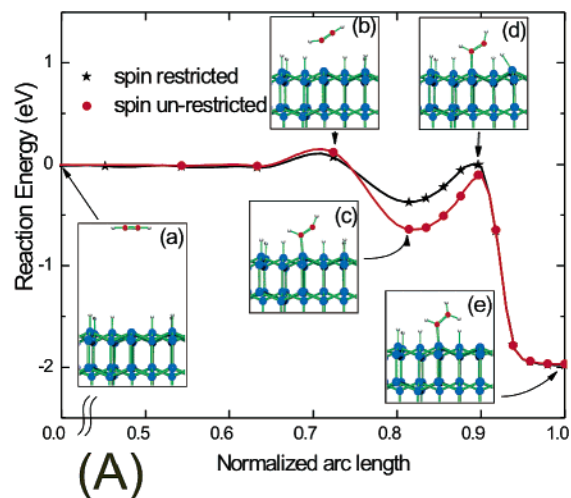 (b)
(d)
1
spin restricted
spin un-restricted
Reaction Energy (eV)
0
(a)
(c)
-1
(e)
-2
0.0
0.5
0.6
0.7
0.8
0.9
1.0
(A)
Normalized arc length